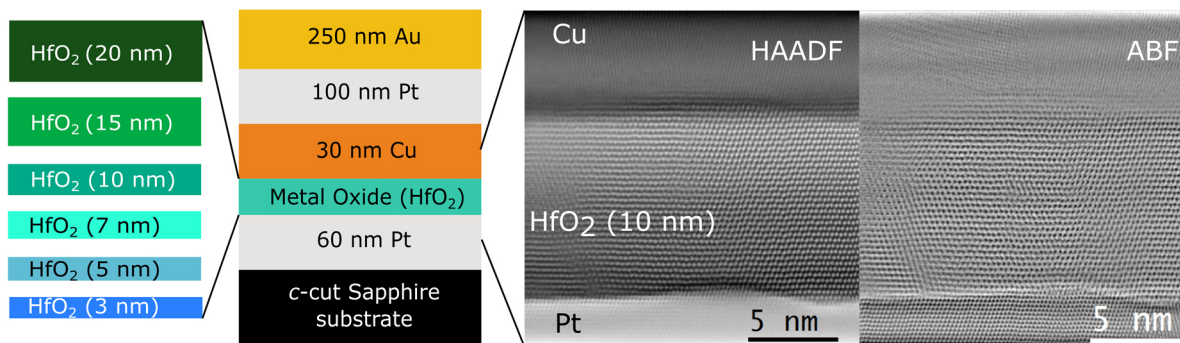 HfO₂ (20 nm)
HfO₂ (15 nm)
HfO₂ (10 nm)
HfO₂ (7 nm)
HfO₂ (5 nm)
HfO₂ (3 nm)
250 nm Au
100 nm Pt
30 nm Cu
Metal Oxide (HfO₂)
60 nm Pt
c-cut Sapphire
substrate
Cu
HAADF
HfO₂ (10 nm)
Pt
5 nm
ABF
5 nm